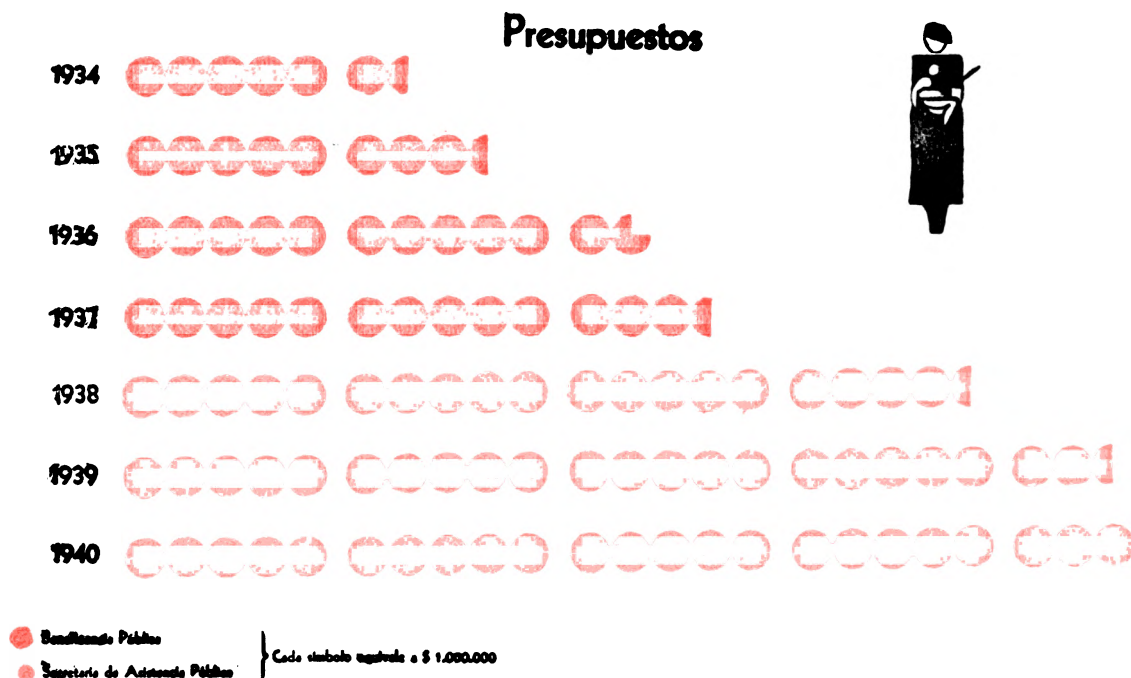 Presupuestos
1934
1935
1936
1937
1938
1939
1940
Beneficencia Pública
Secretaría de Asistencia Pública
Cada símbolo equivale a $ 1.000.000